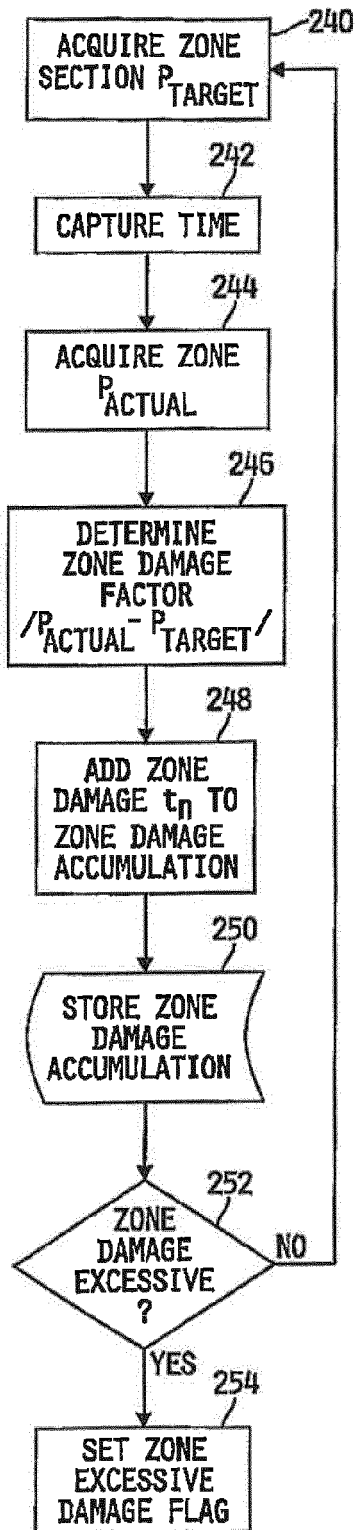 240
ACQUIRE ZONE
SECTION PTARGET
242
CAPTURE TIME
244
ACQUIRE ZONE
PACTUAL
246
DETERMINE
ZONE DAMAGE
FACTOR
/PACTUAL- PTARGET/
248
ADD ZONE
DAMAGE tn TO
ZONE DAMAGE
ACCUMULATION
250
STORE ZONE
DAMAGE
ACCUMULATION
252
ZONE
DAMAGE
EXCESSIVE
?
NO
YES
254
SET ZONE
EXCESSIVE
DAMAGE FLAG